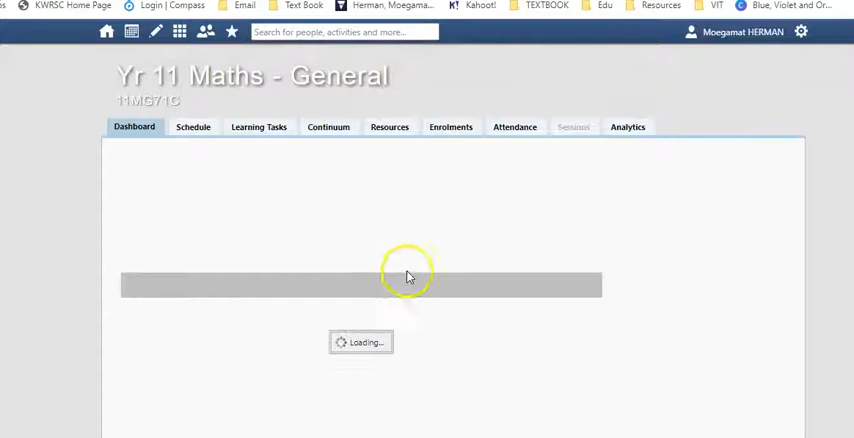 KWRSC Home Page Login | Compass Email Text Book Herman, Moegama... Kahoot! TEXTBOOK Edu Resources VIT Blue, Violet and Or...
Search for people, activities and more... Moegamat HERMAN
Yr 11 Maths - General
11MG71C
Dashboard Schedule Learning Tasks Continuum Resources Enrolments Attendance Sessions Analytics
Loading...